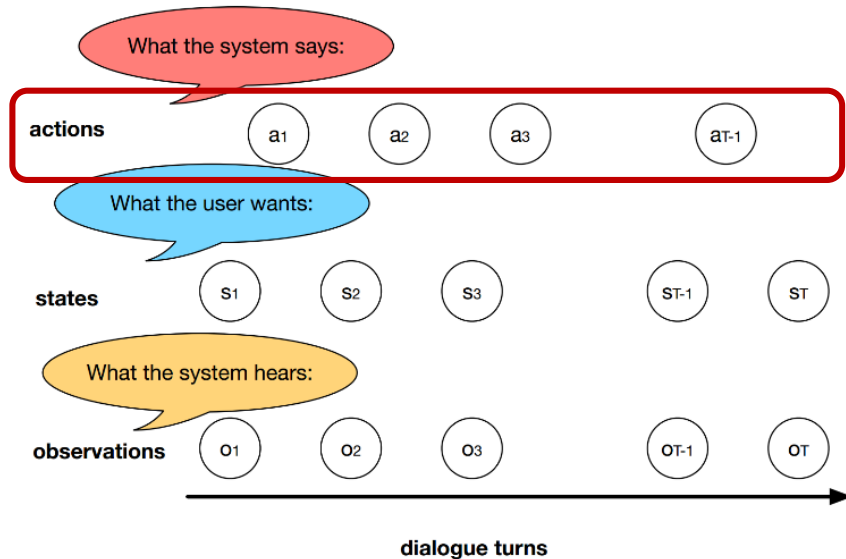 What the system says:
actions
a1 a2 a3 aT-1
What the user wants:
states
s1 s2 s3 sT-1 sT
What the system hears:
observations
o1 o2 o3 oT-1 oT
dialogue turns